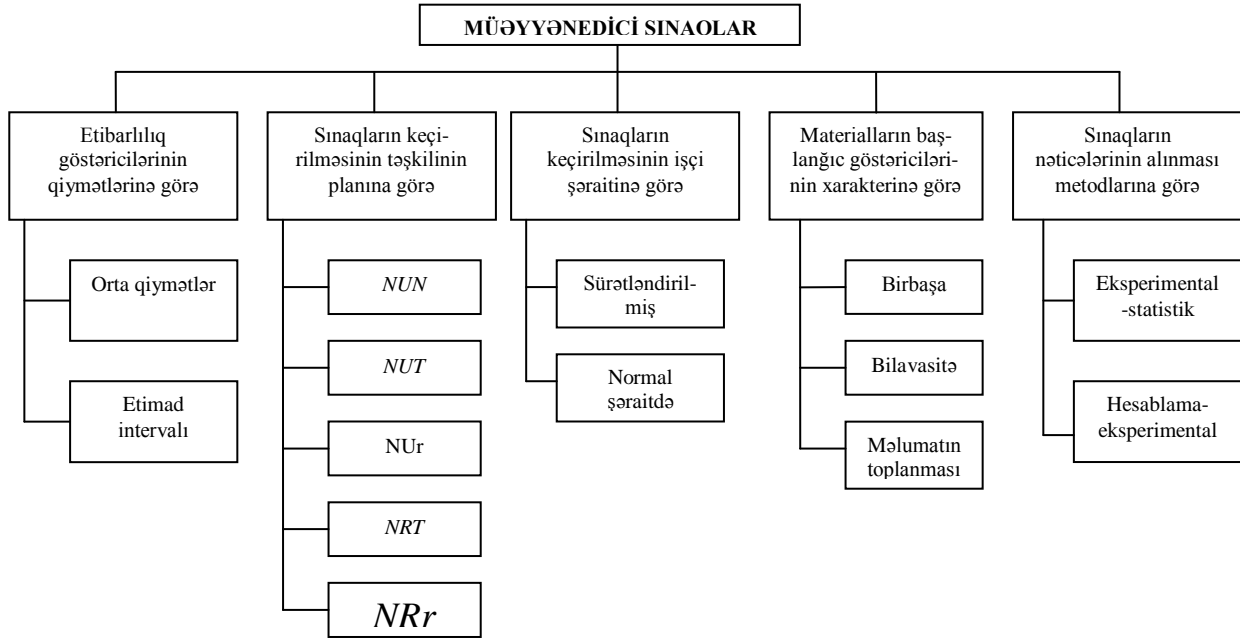 MÜƏYYƏNEDİCİ SINAOLAR
Etibarlılıq
göstəricilərinin
qiymətlərinə görə
Orta qiymətlər
Etimad
intervalı
Sınaqların keçi-
rilməsinin təşkilinin
planına görə
NUN
NUT
NUr
NRT
NRr
Sınaqların
keçirilməsinin işçi
şəraitinə görə
Sürətləndiril-
miş
Normal
şəraitdə
Materialların baş-
lanğıc göstəriciləri-
nin xarakterinə görə
Birbaşa
Bilavasitə
Məlumatın
toplanması
Sınaqların
nəticələrinin alınması
metodlarına görə
Eksperimental
-statistik
Hesablama-
eksperimental